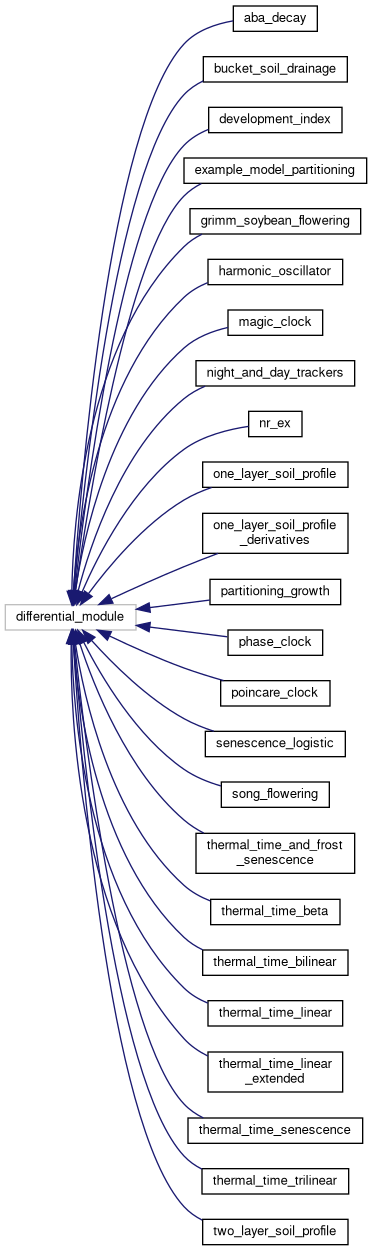 aba_decay
bucket_soil_drainage
development_index
example_model_partitioning
grimm_soybean_flowering
harmonic_oscillator
magic_clock
night_and_day_trackers
nr_ex
one_layer_soil_profile
one_layer_soil_profile
_derivatives
partitioning_growth
differential_module
phase_clock
poincare_clock
senescence_logistic
song_flowering
thermal_time_and_frost
_senescence
thermal_time_beta
thermal_time_bilinear
thermal_time_linear
thermal_time_linear
_extended
thermal_time_senescence
thermal_time_trilinear
two_layer_soil_profile